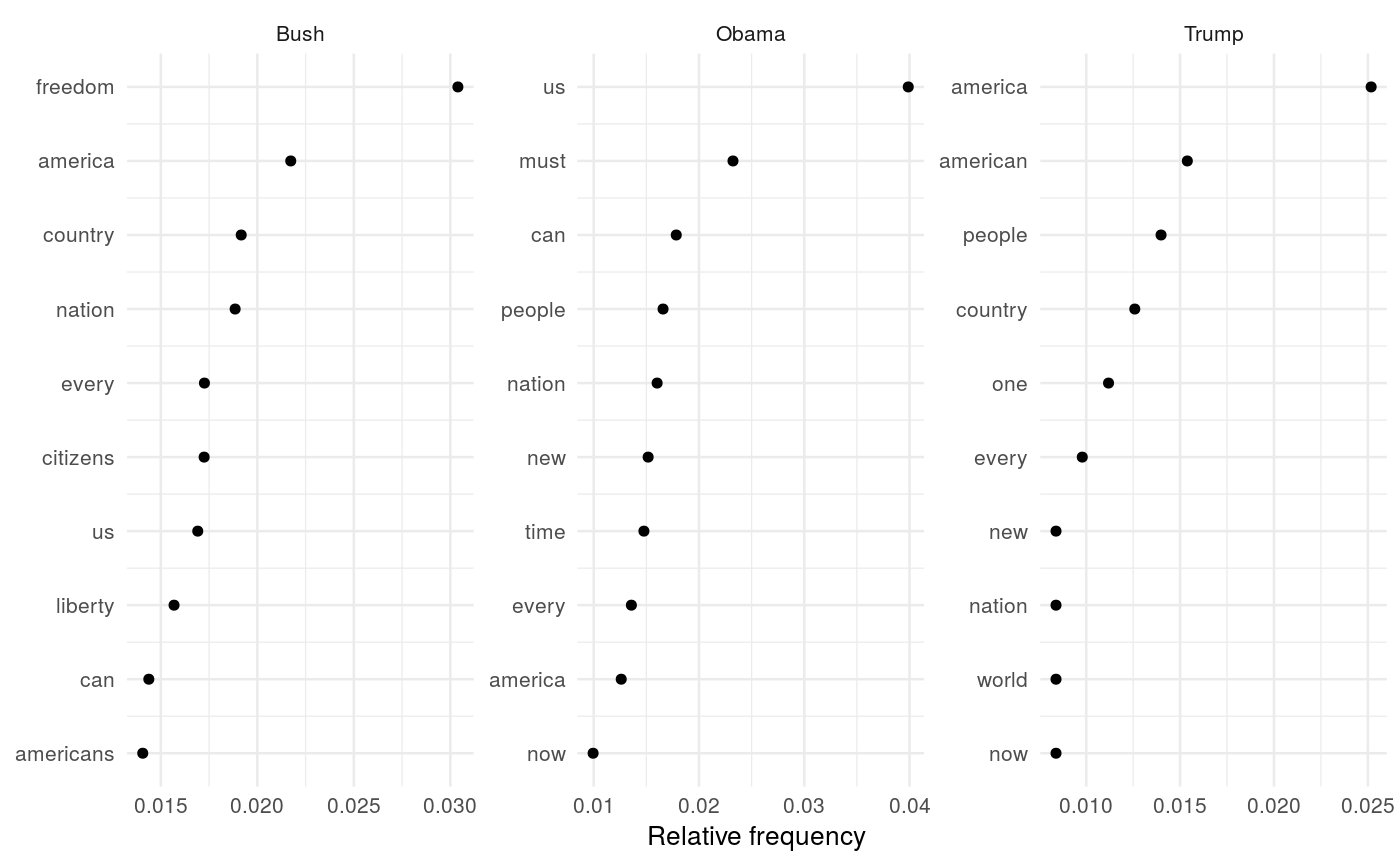 Bush
freedom
america
country
nation
every
citizens
us
liberty
can
americans
0.015 0.020 0.025 0.030
Obama
us
must
can
people
nation
new
time
every
america
now
0.01 0.02 0.03 0.04
Trump
america
american
people
country
one
every
new
nation
world
now
0.010 0.015 0.020 0.025
Relative frequency